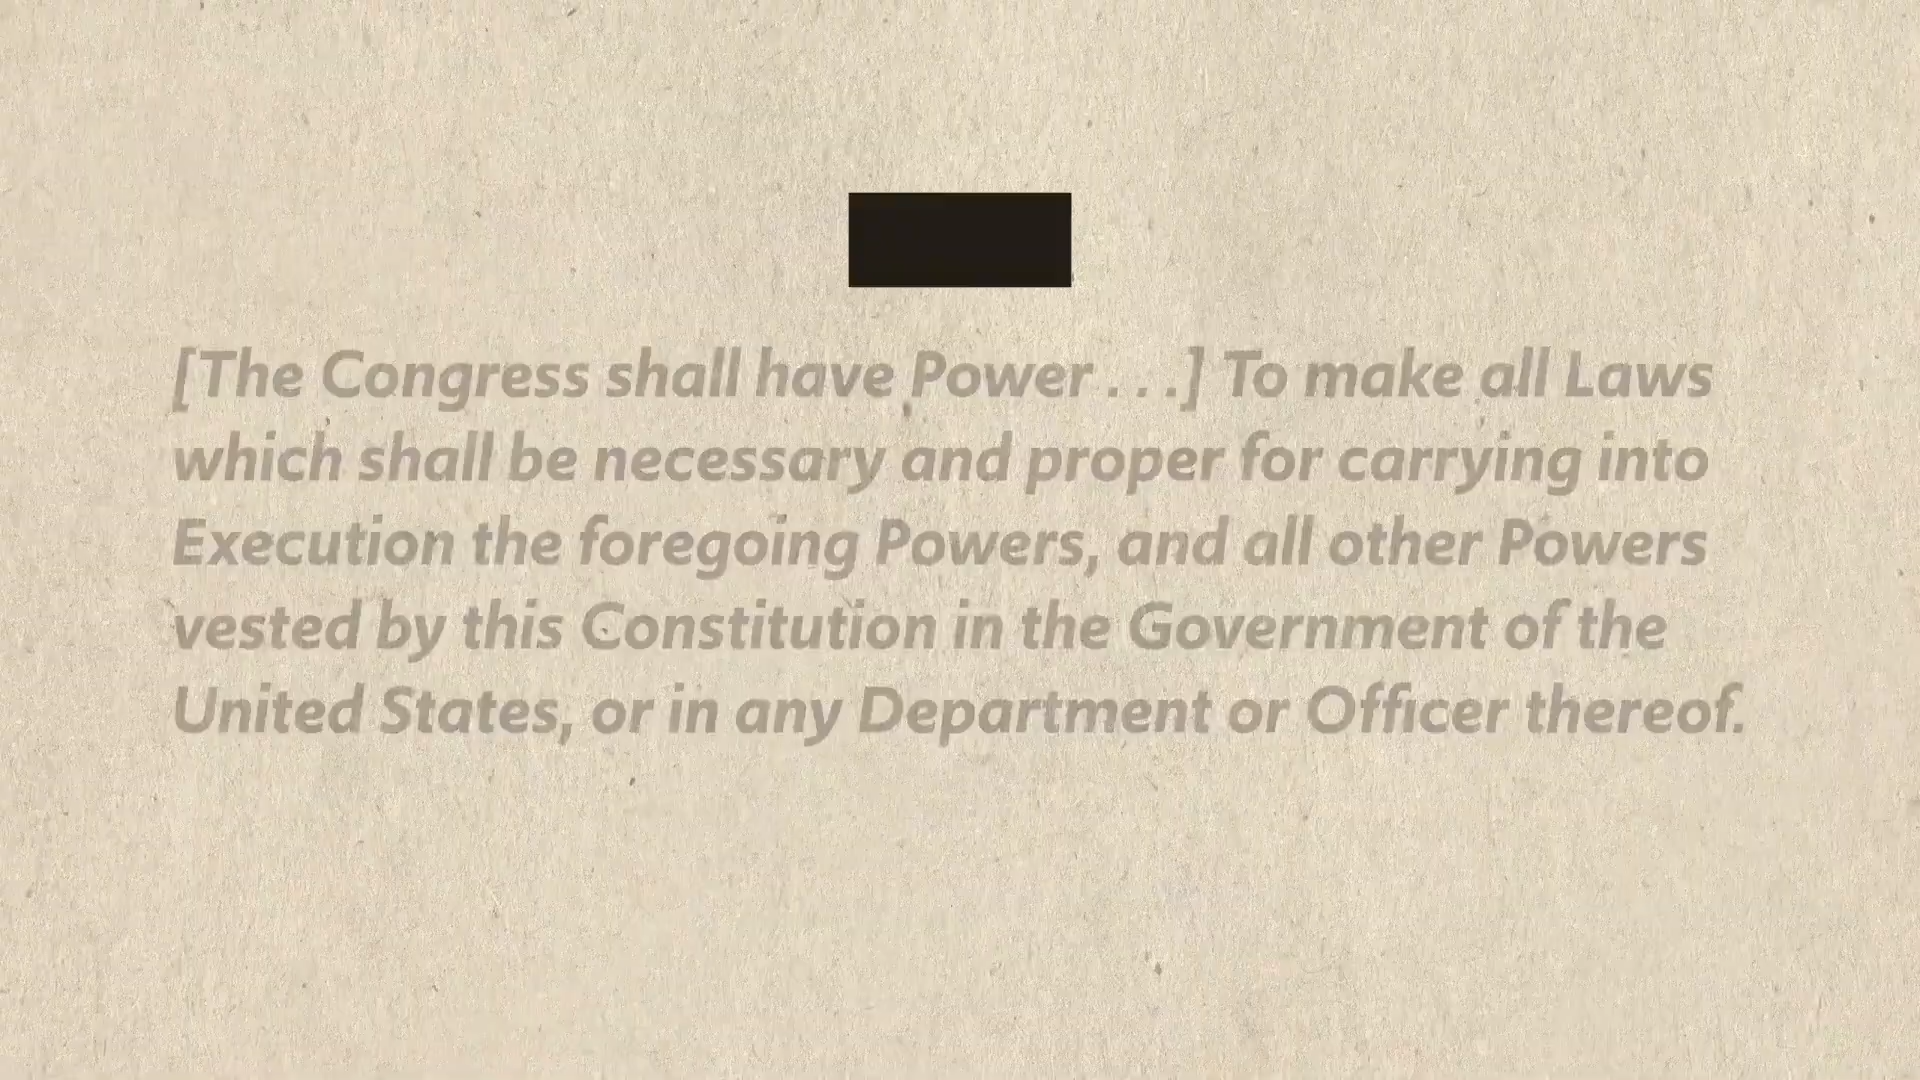 [The Congress shall have Power . . .] To make all Laws
which shall be necessary and proper for carrying into
Execution the foregoing Powers, and all other Powers
vested by this Constitution in the Government of the
United States, or in any Department or Officer thereof.